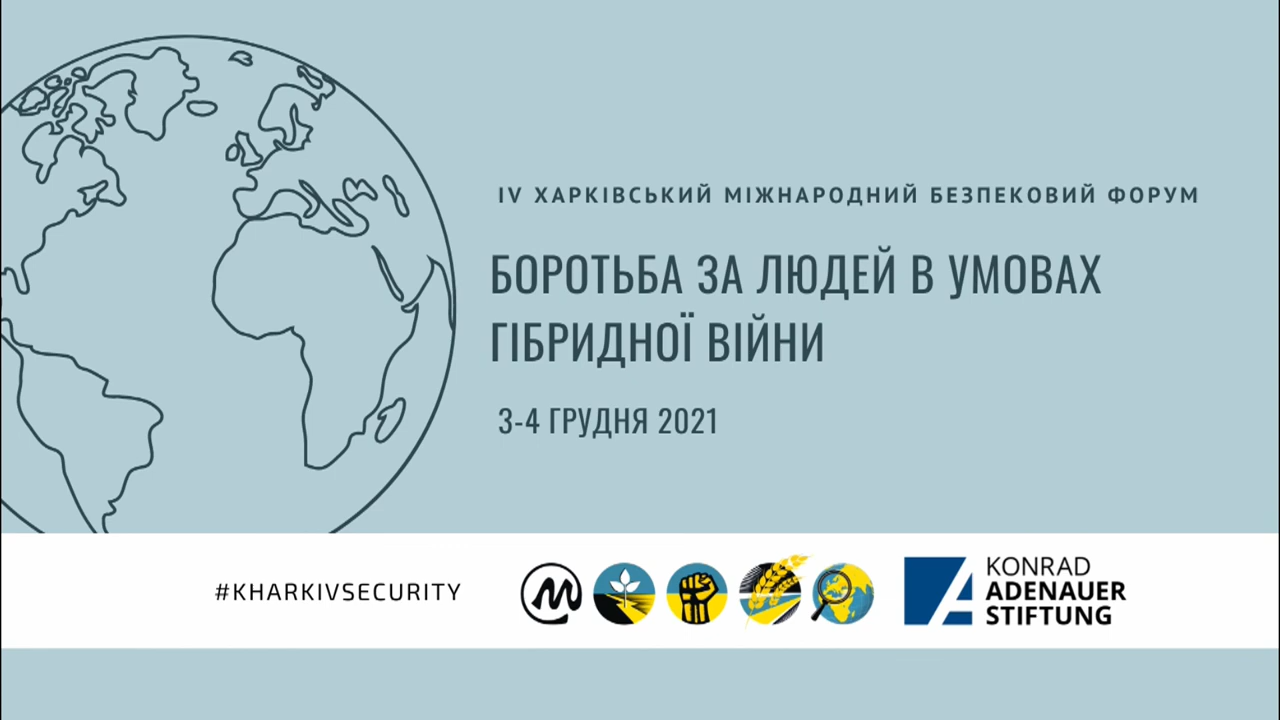 IV ХАРКІВСЬКИЙ МІЖНАРОДНИЙ БЕЗПЕКОВИЙ ФОРУМ
БОРОТЬБА ЗА ЛЮДЕЙ В УМОВАХ
ГІБРИДНОЇ ВІЙНИ
3-4 ГРУДНЯ 2021
#KHARKIVSECURITY
KONRAD
ADENAUER
STIFTUNG